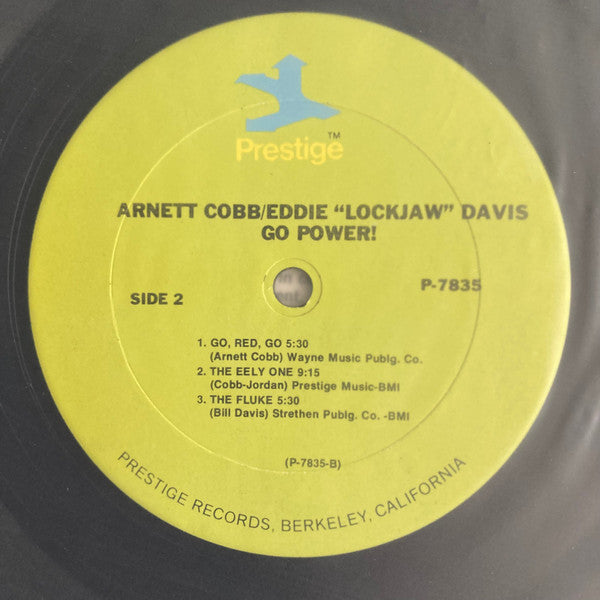 Prestige™
ARNETT COBB/EDDIE “LOCKJAW” DAVIS
GO POWER!
SIDE 2
P-7835
1. GO, RED, GO 5:30
(Arnett Cobb) Wayne Music Publg. Co.
2. THE EELY ONE 9:15
(Cobb-Jordan) Prestige Music-BMI
3. THE FLUKE 5:30
(Bill Davis) Strethen Publg. Co. -BMI
(P-7835-B)
PRESTIGE RECORDS, BERKELEY, CALIFORNIA